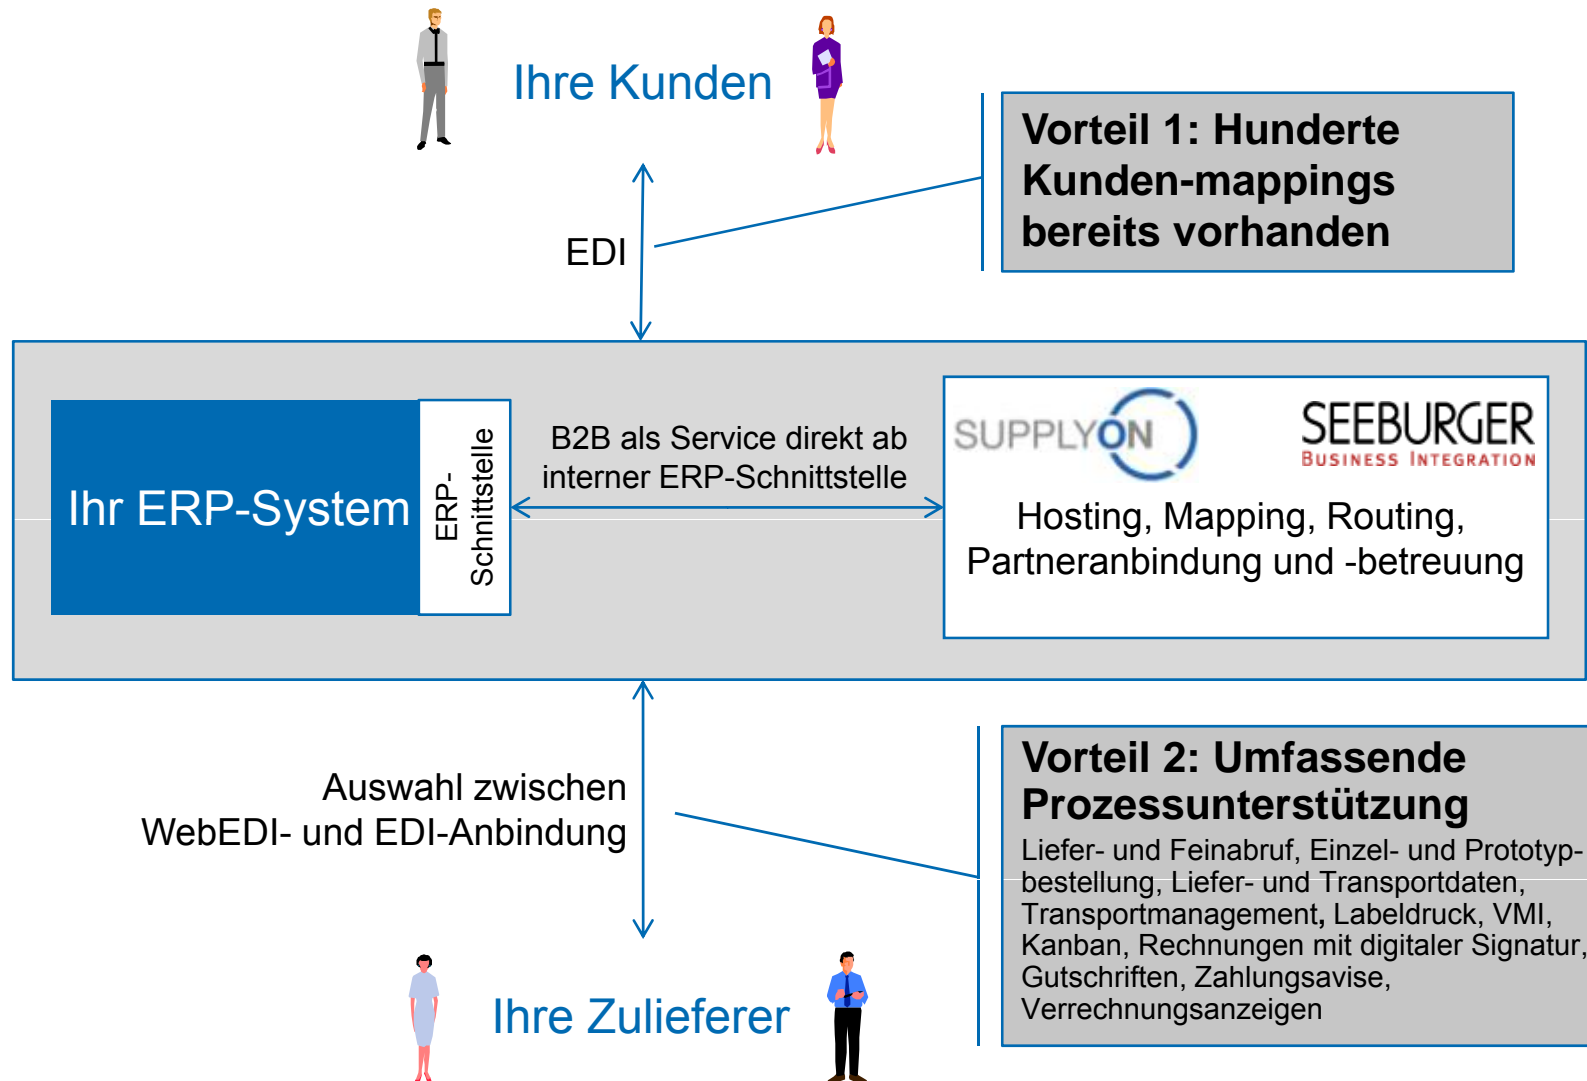 Ihre Kunden
Vorteil 1: Hunderte
Kunden-mappings
bereits vorhanden
EDI
Ihr ERP-System
ERP-
Schnittstelle
B2B als Service direkt ab
interner ERP-Schnittstelle
SUPPLYON
SEEBURGER
BUSINESS INTEGRATION
Hosting, Mapping, Routing,
Partneranbindung und -betreuung
Auswahl zwischen
WebEDI- und EDI-Anbindung
Vorteil 2: Umfassende
Prozessunterstützung
Liefer- und Feinabruf, Einzel- und Prototyp-
bestellung, Liefer- und Transportdaten,
Transportmanagement, Labeldruck, VMI,
Kanban, Rechnungen mit digitaler Signatur,
Gutschriften, Zahlungsavise,
Verrechnungsanzeigen
Ihre Zulieferer